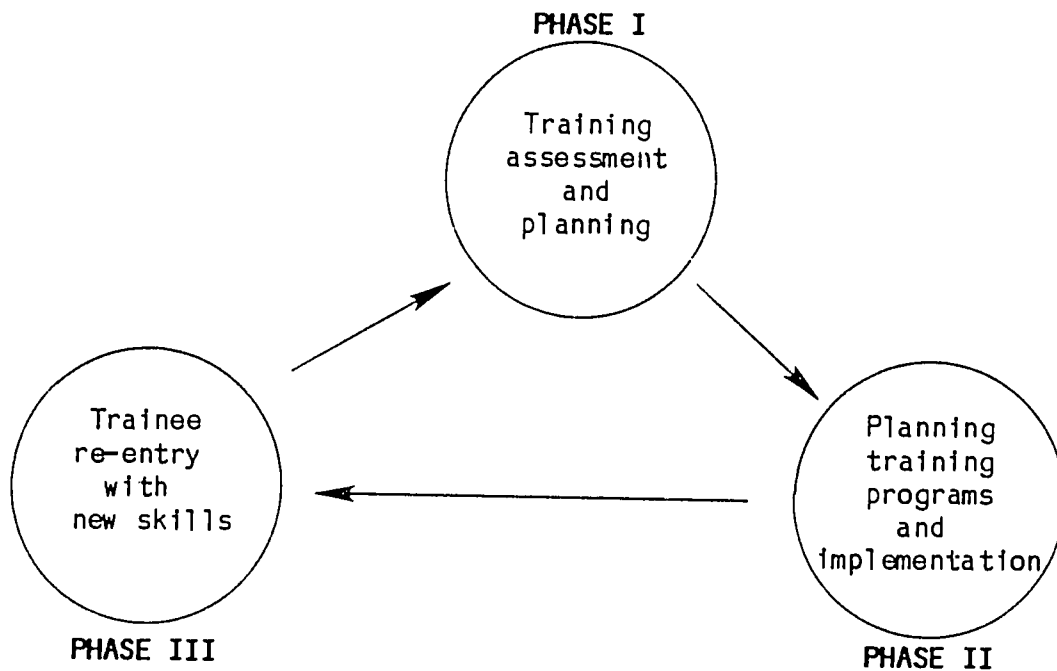 PHASE I
Training
assessment
and
planning
Trainee
re-entry
with
new skills
PHASE III
Planning
training
programs
and
implementation
PHASE II